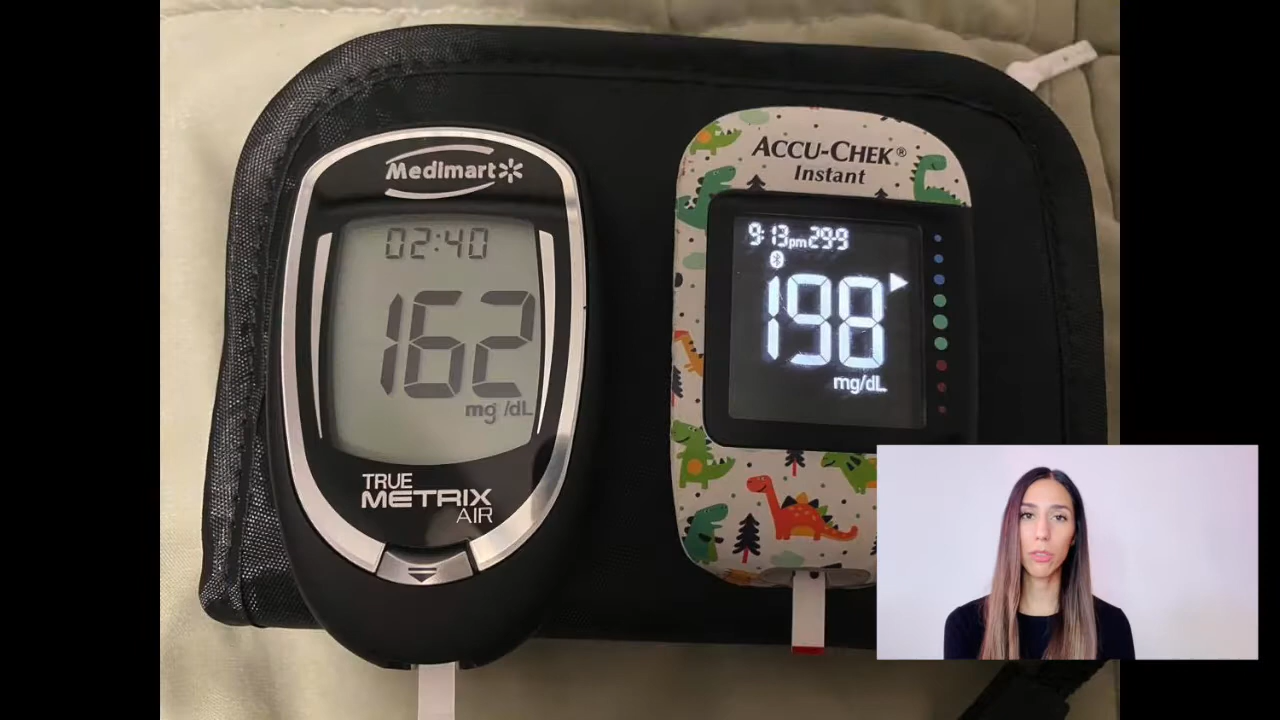 Medimart
02:40
162
mg/dL
TRUE
METRIX
AIR
ACCU-CHEK®
Instant
9:13pm 29.9
198
mg/dL